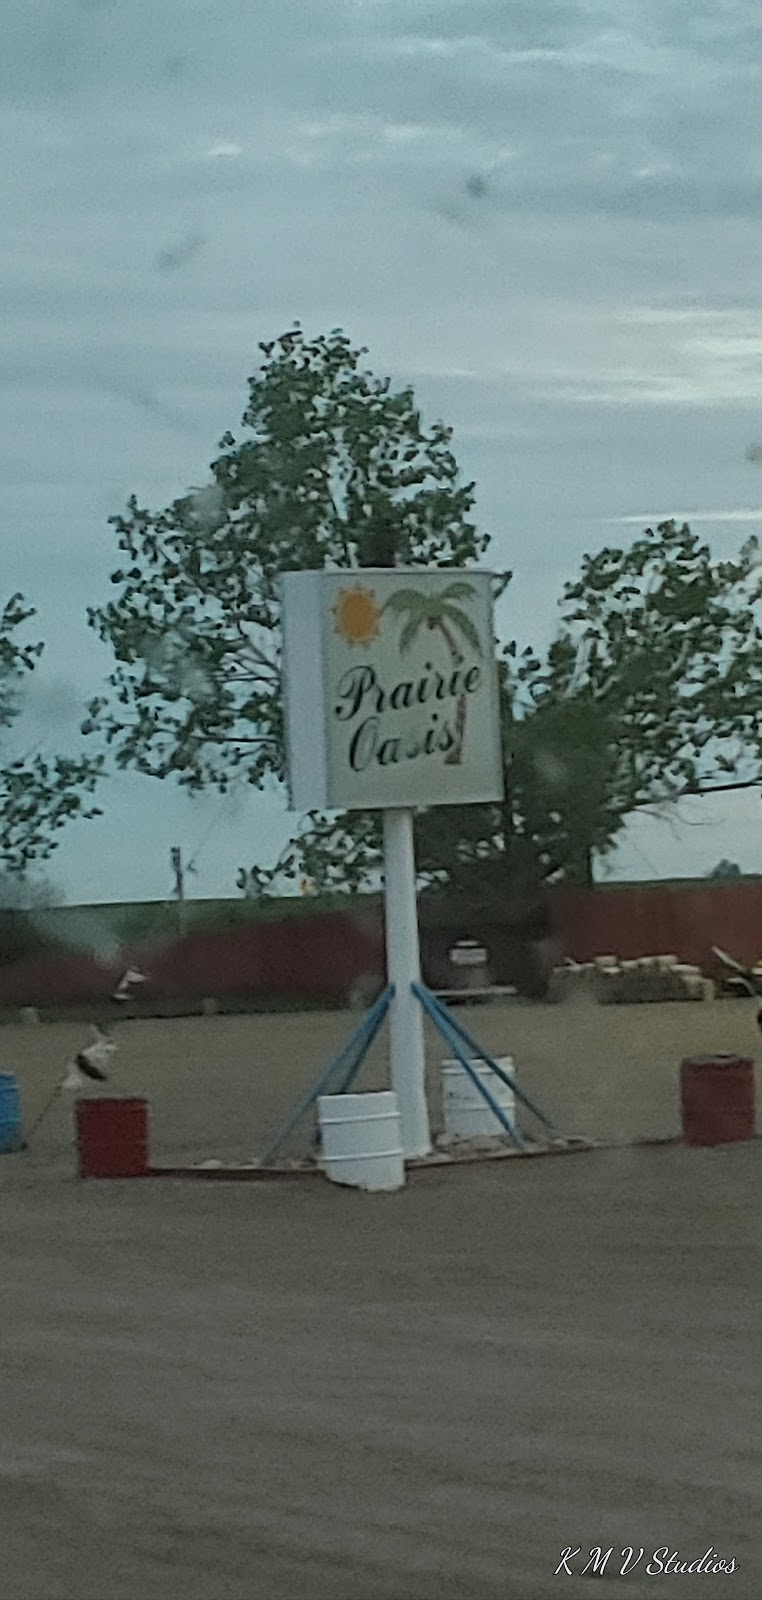 Prairie
Oasis
K M V Studios